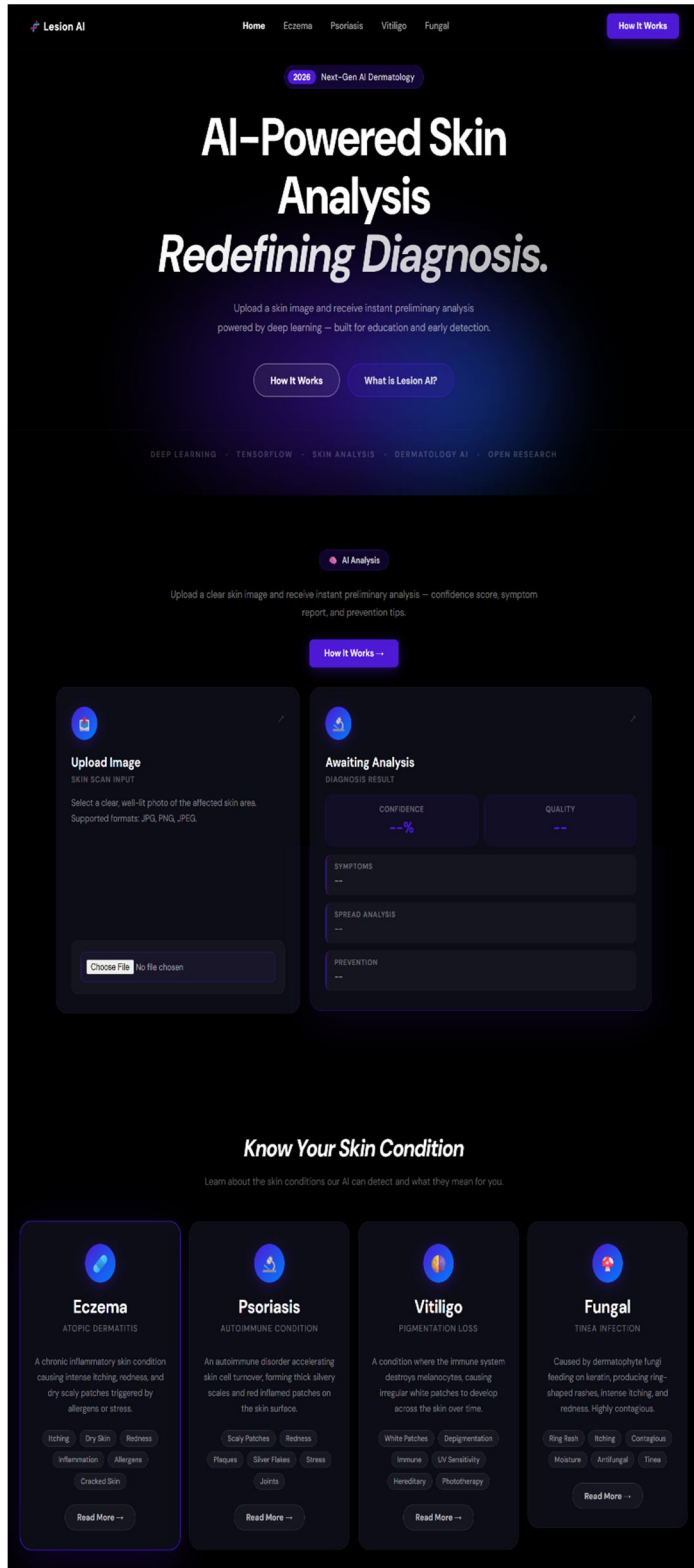 Lesion AI
Home Eczema Psoriasis Vitiligo Fungal
How It Works
2026 Next-Gen AI Dermatology
AI-Powered Skin
Analysis
Redefining Diagnosis.
Upload a skin image and receive instant preliminary analysis
powered by deep learning — built for education and early detection.
How It Works
What is Lesion AI?
DEEP LEARNING · TENSORFLOW · SKIN ANALYSIS · DERMATOLOGY AI · OPEN RESEARCH
AI Analysis
Upload a clear skin image and receive instant preliminary analysis — confidence score, symptom
report, and prevention tips.
How It Works →
Upload Image
SKIN SCAN INPUT
Select a clear, well-lit photo of the affected skin area.
Supported formats: JPG, PNG, JPEG.
Choose File No file chosen
Awaiting Analysis
DIAGNOSIS RESULT
CONFIDENCE
--%
QUALITY
--
SYMPTOMS
--
SPREAD ANALYSIS
--
PREVENTION
--
Know Your Skin Condition
Learn about the skin conditions our AI can detect and what they mean for you.
Eczema
ATOPIC DERMATITIS
A chronic inflammatory skin condition
causing intense itching, redness, and
dry scaly patches triggered by
allergens or stress.
Itching Dry Skin Redness
Inflammation Allergens
Cracked Skin
Read More →
Psoriasis
AUTOIMMUNE CONDITION
An autoimmune disorder accelerating
skin cell turnover, forming thick silvery
scales and red inflamed patches on
the skin surface.
Scaly Patches Redness
Plaques Silver Flakes Stress
Joints
Read More →
Vitiligo
PIGMENTATION LOSS
A condition where the immune system
destroys melanocytes, causing
irregular white patches to develop
across the skin over time.
White Patches Depigmentation
Immune UV Sensitivity
Hereditary Phototherapy
Read More →
Fungal
TINEA INFECTION
Caused by dermatophyte fungi
feeding on keratin, producing ring-
shaped rashes, intense itching, and
redness. Highly contagious.
Ring Rash Itching Contagious
Moisture Antifungal Tinea
Read More →